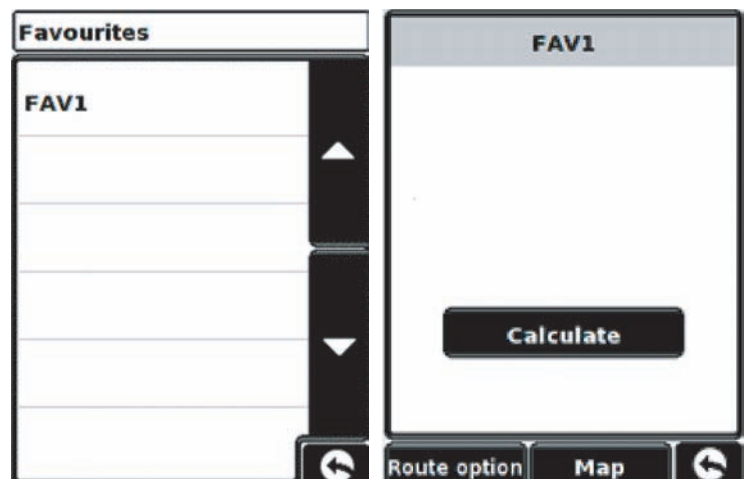 Favourites
FAV1
FAV1
Calculate
Route option
Map